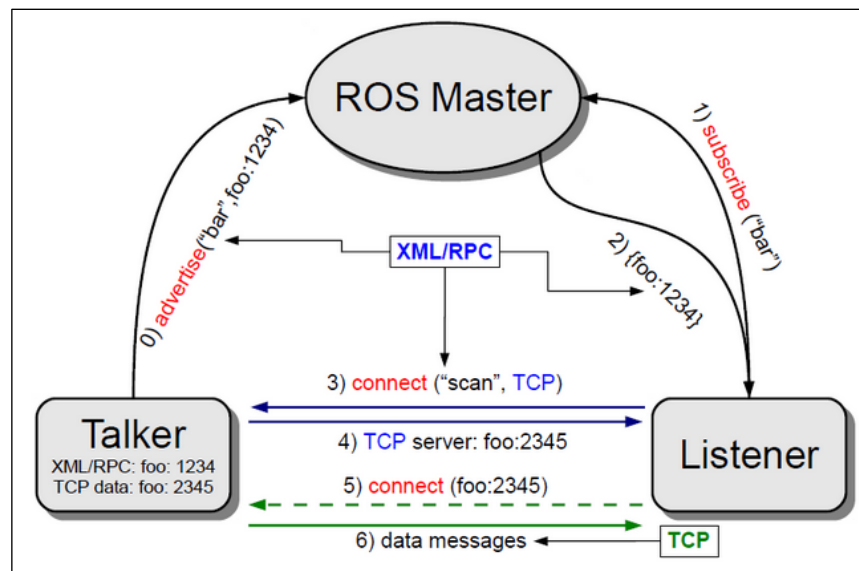 ROS Master
0) advertise("bar",foo:1234)
1) subscribe ("bar")
XML/RPC
2) {foo:1234}
3) connect ("scan", TCP)
Talker
XML/RPC: foo: 1234
TCP data: foo: 2345
4) TCP server: foo:2345
Listener
5) connect (foo:2345)
6) data messages
TCP